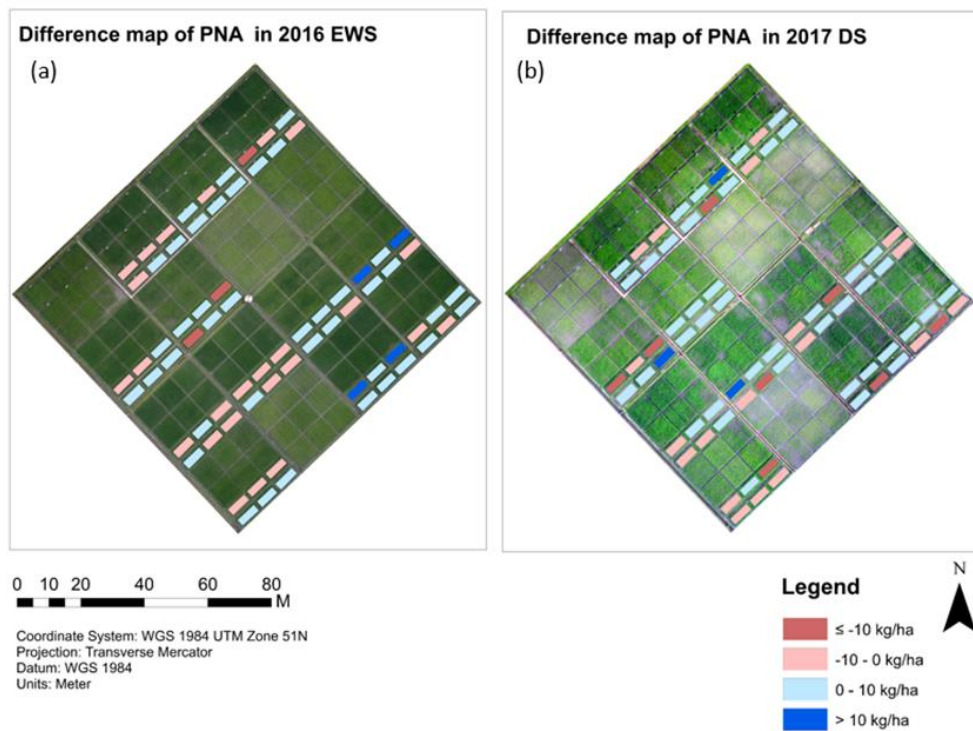 Difference map of PNA in 2016 EWS
(a)
Difference map of PNA in 2017 DS
(b)
0 10 20 40 60 80
M
Coordinate System: WGS 1984 UTM Zone 51N
Projection: Transverse Mercator
Datum: WGS 1984
Units: Meter
N
Legend
≤ -10 kg/ha
-10 - 0 kg/ha
0 - 10 kg/ha
> 10 kg/ha